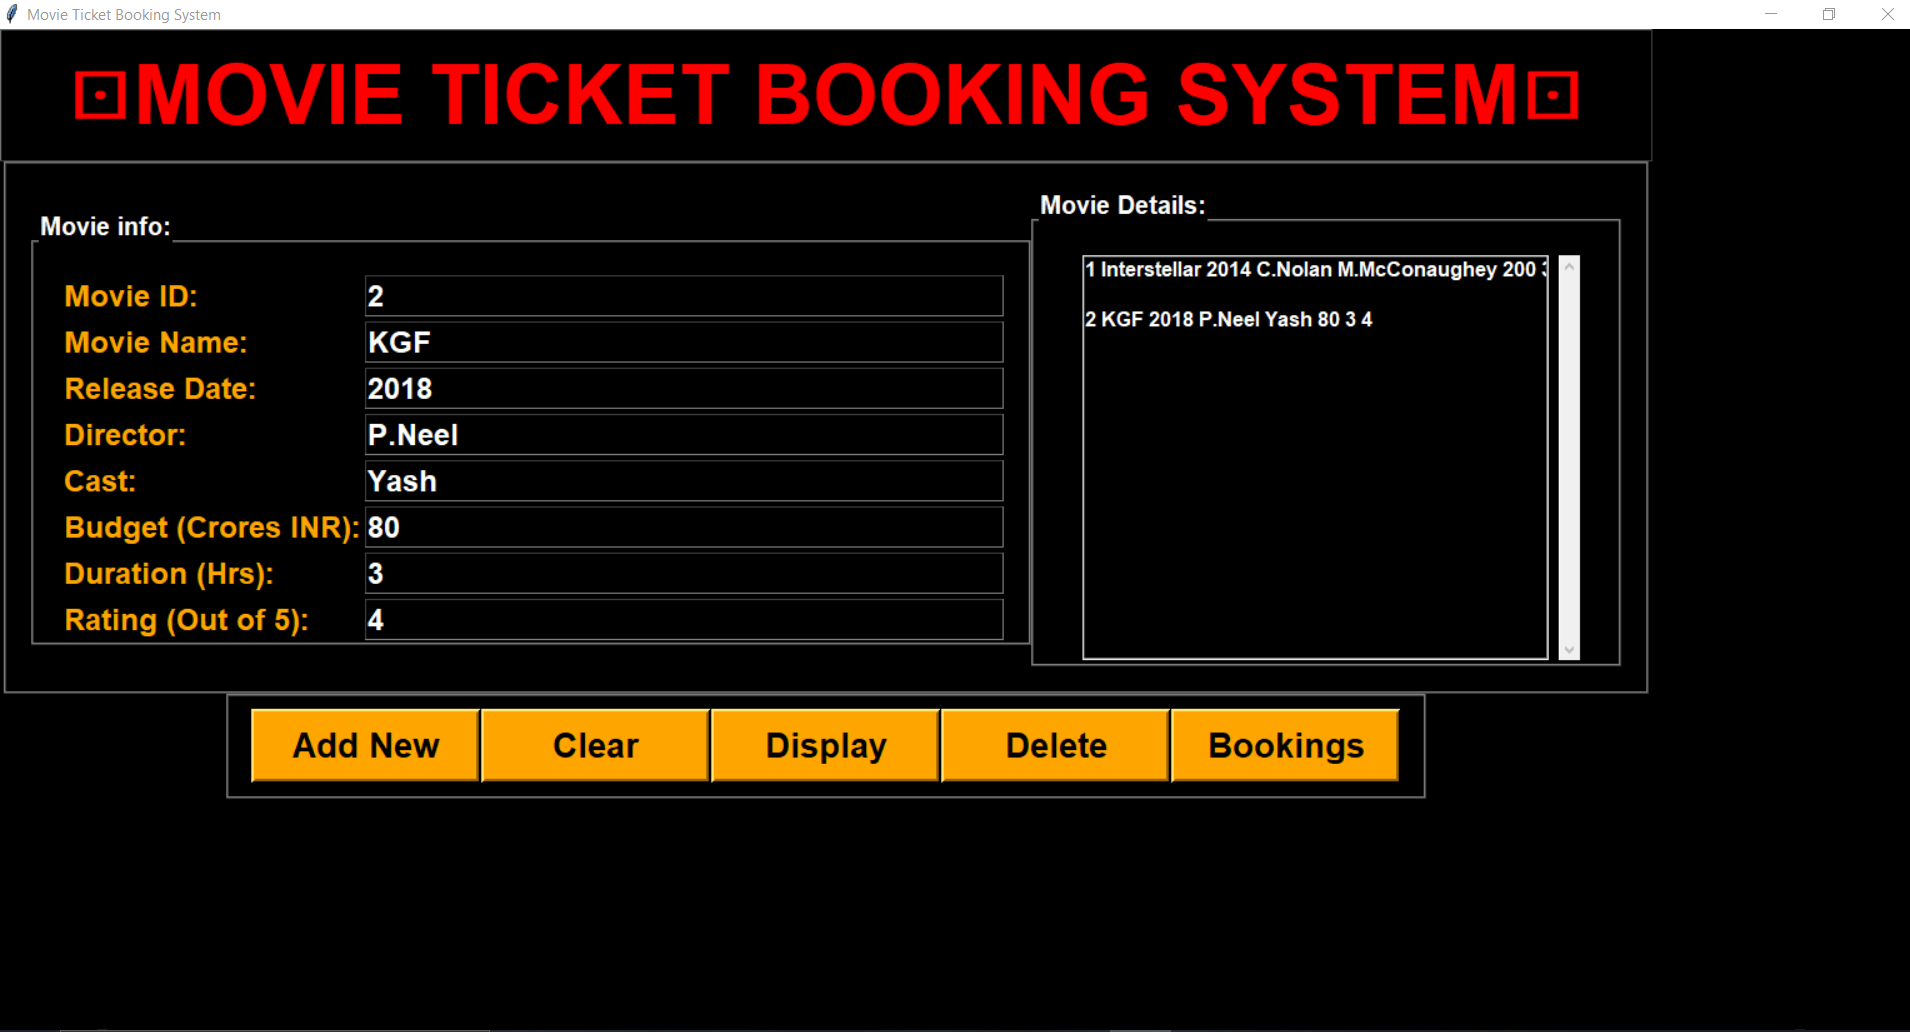 Movie Ticket Booking System
⊡MOVIE TICKET BOOKING SYSTEM⊡
Movie info:
Movie ID: 2
Movie Name: KGF
Release Date: 2018
Director: P.Neel
Cast: Yash
Budget (Crores INR): 80
Duration (Hrs): 3
Rating (Out of 5): 4
Movie Details:
1 Interstellar 2014 C.Nolan M.McConaughey 200
2 KGF 2018 P.Neel Yash 80 3 4
Add New Clear Display Delete Bookings